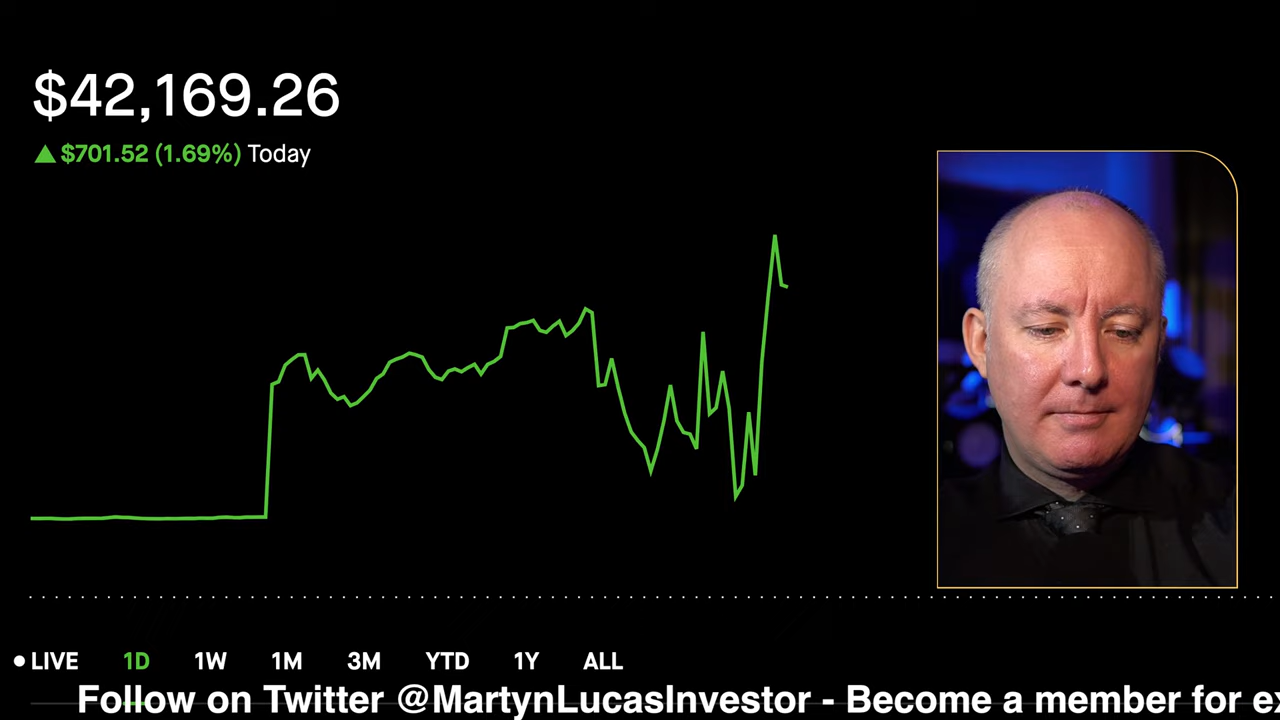 $42,169.26
▲ $701.52 (1.69%) Today
LIVE 1D 1W 1M 3M YTD 1Y ALL
Follow on Twitter @MartynLucasInvestor - Become a member for ex